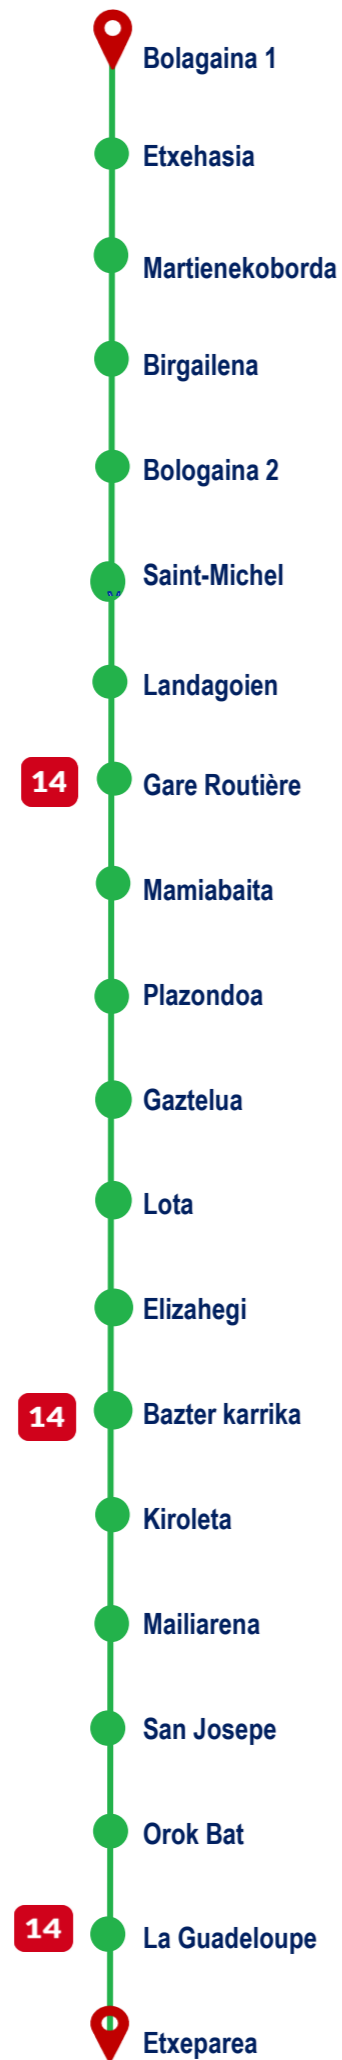 Bolagaina 1
Etxehasia
Martienekoborda
Birgailena
Bologaina 2
Saint-Michel
Landagoien
14 Gare Routière
Mamiabaita
Plazondoa
Gaztelua
Lota
Elizahegi
14 Bazter karrika
Kiroleta
Mailiarena
San Josepe
Orok Bat
14 La Guadeloupe
Etxeparea